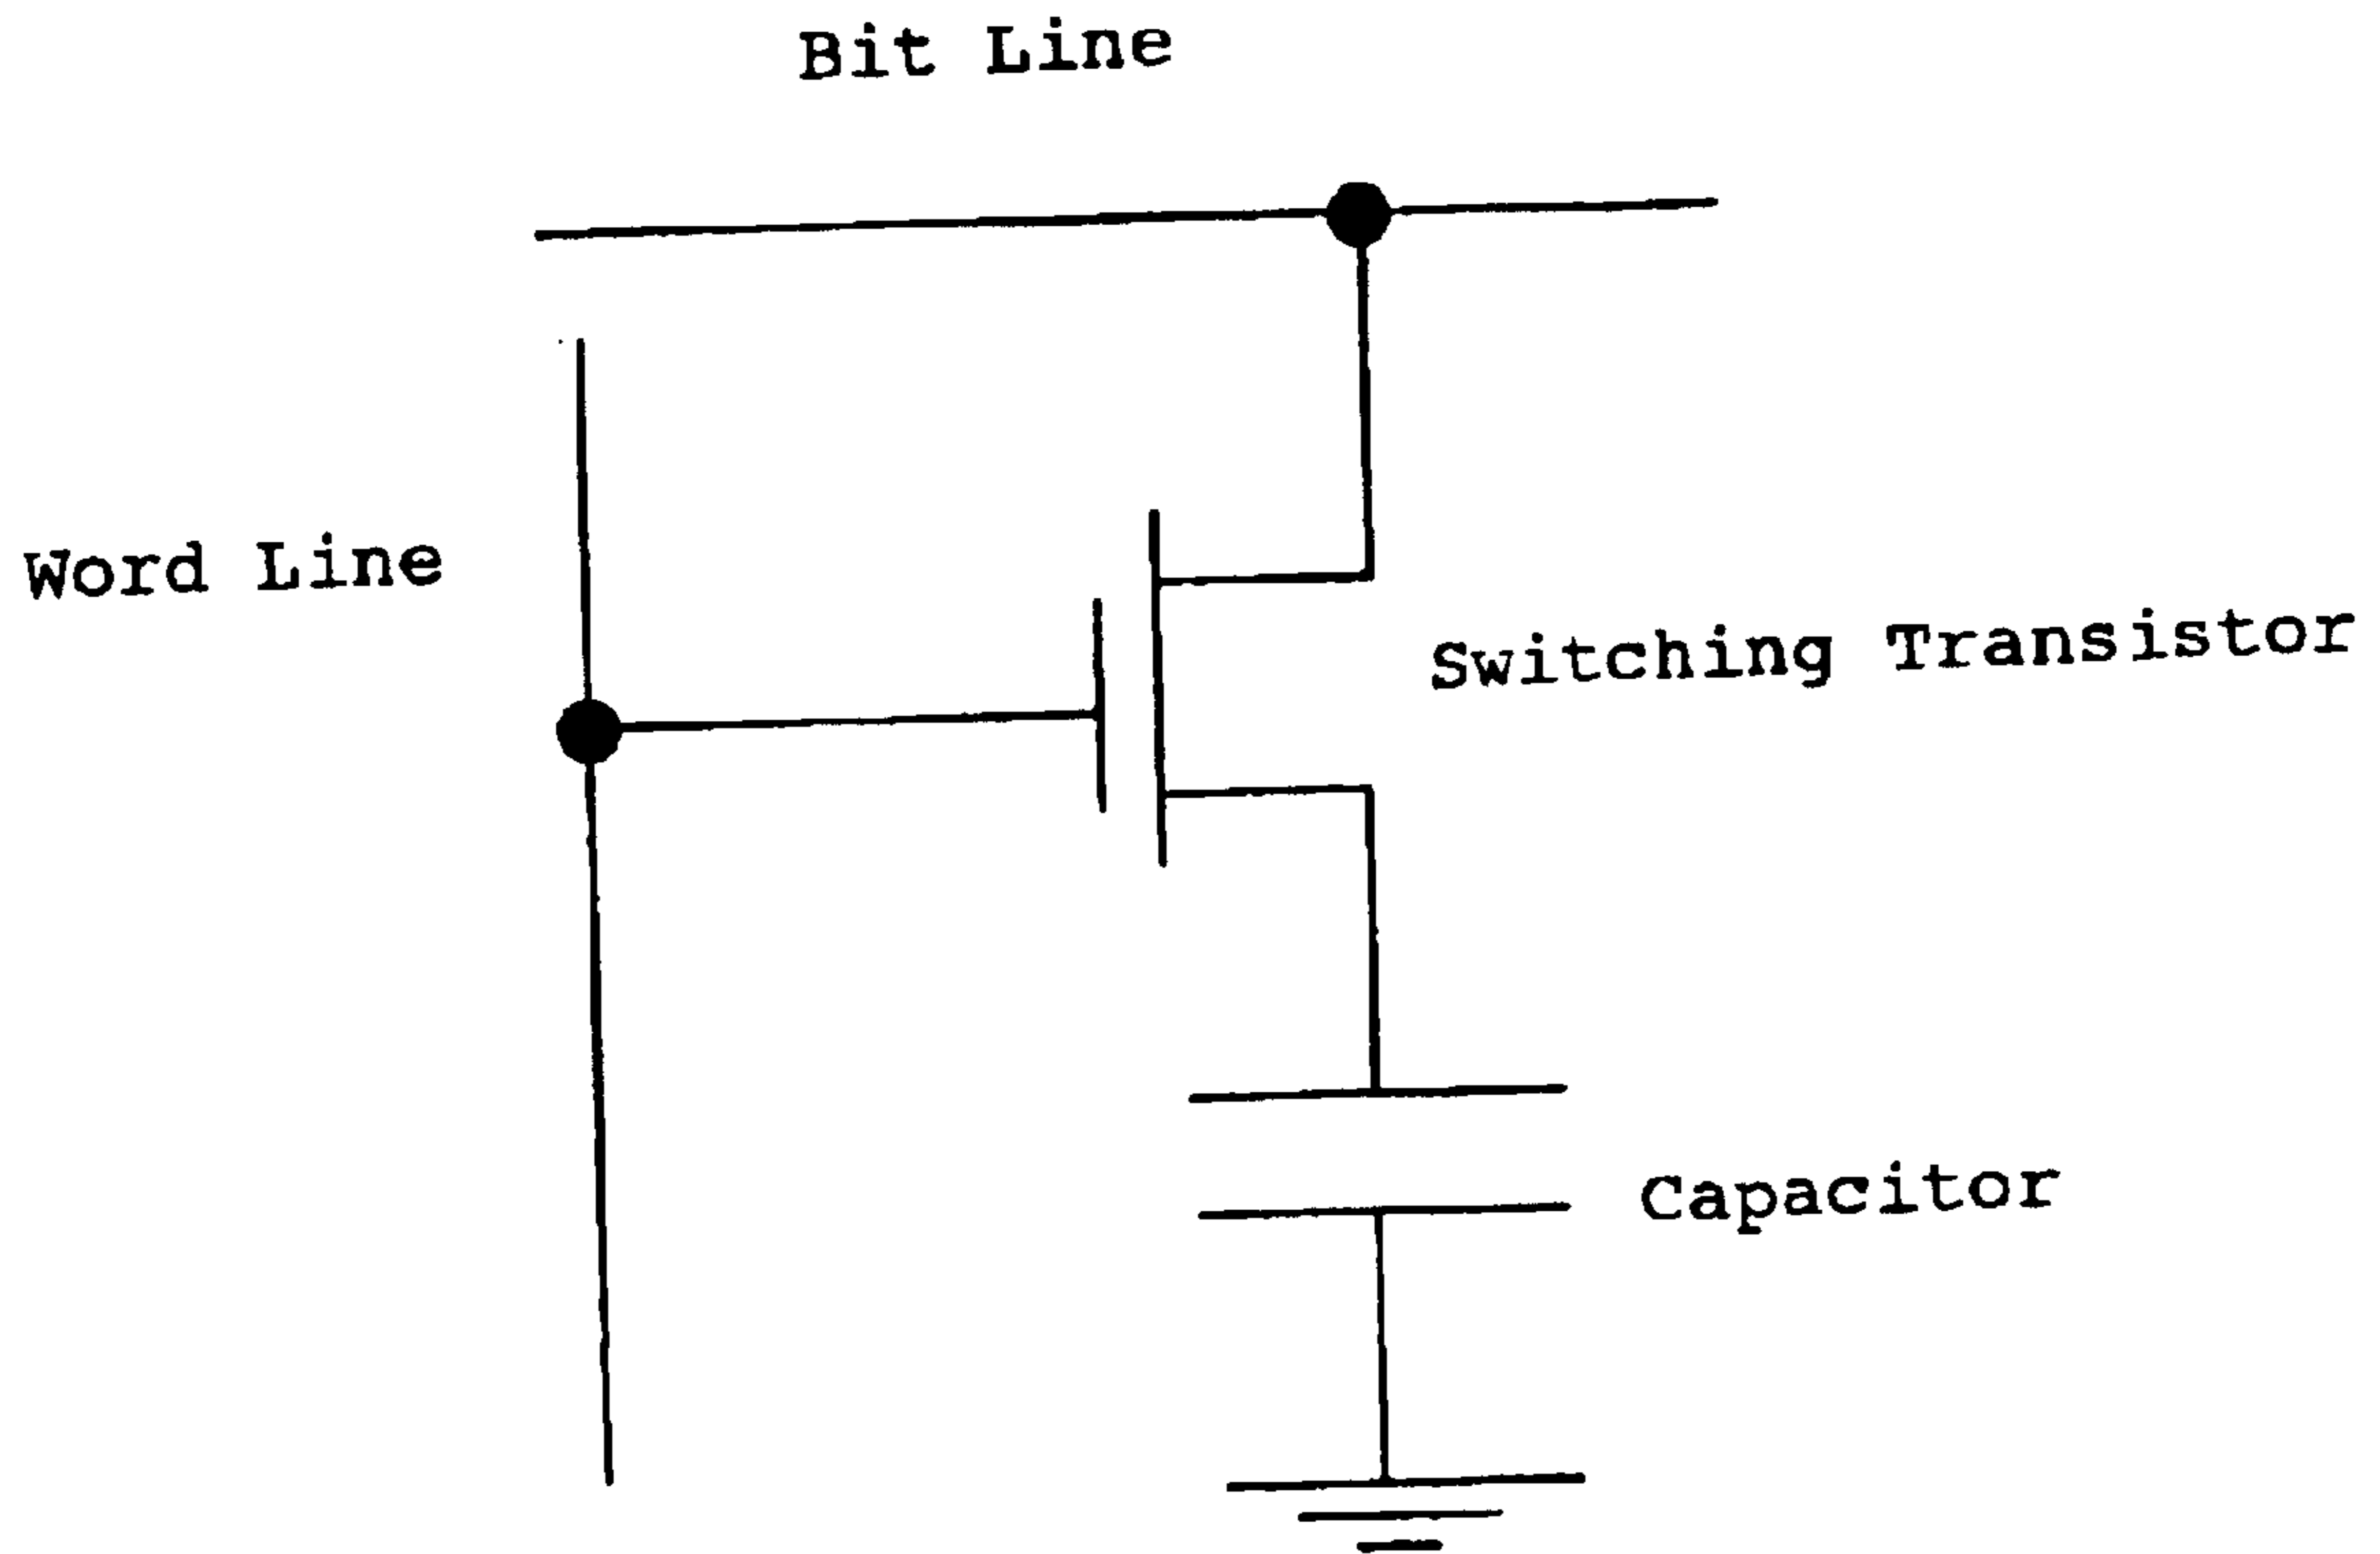 Bit Line
Word Line
Switching Transistor
Capacitor